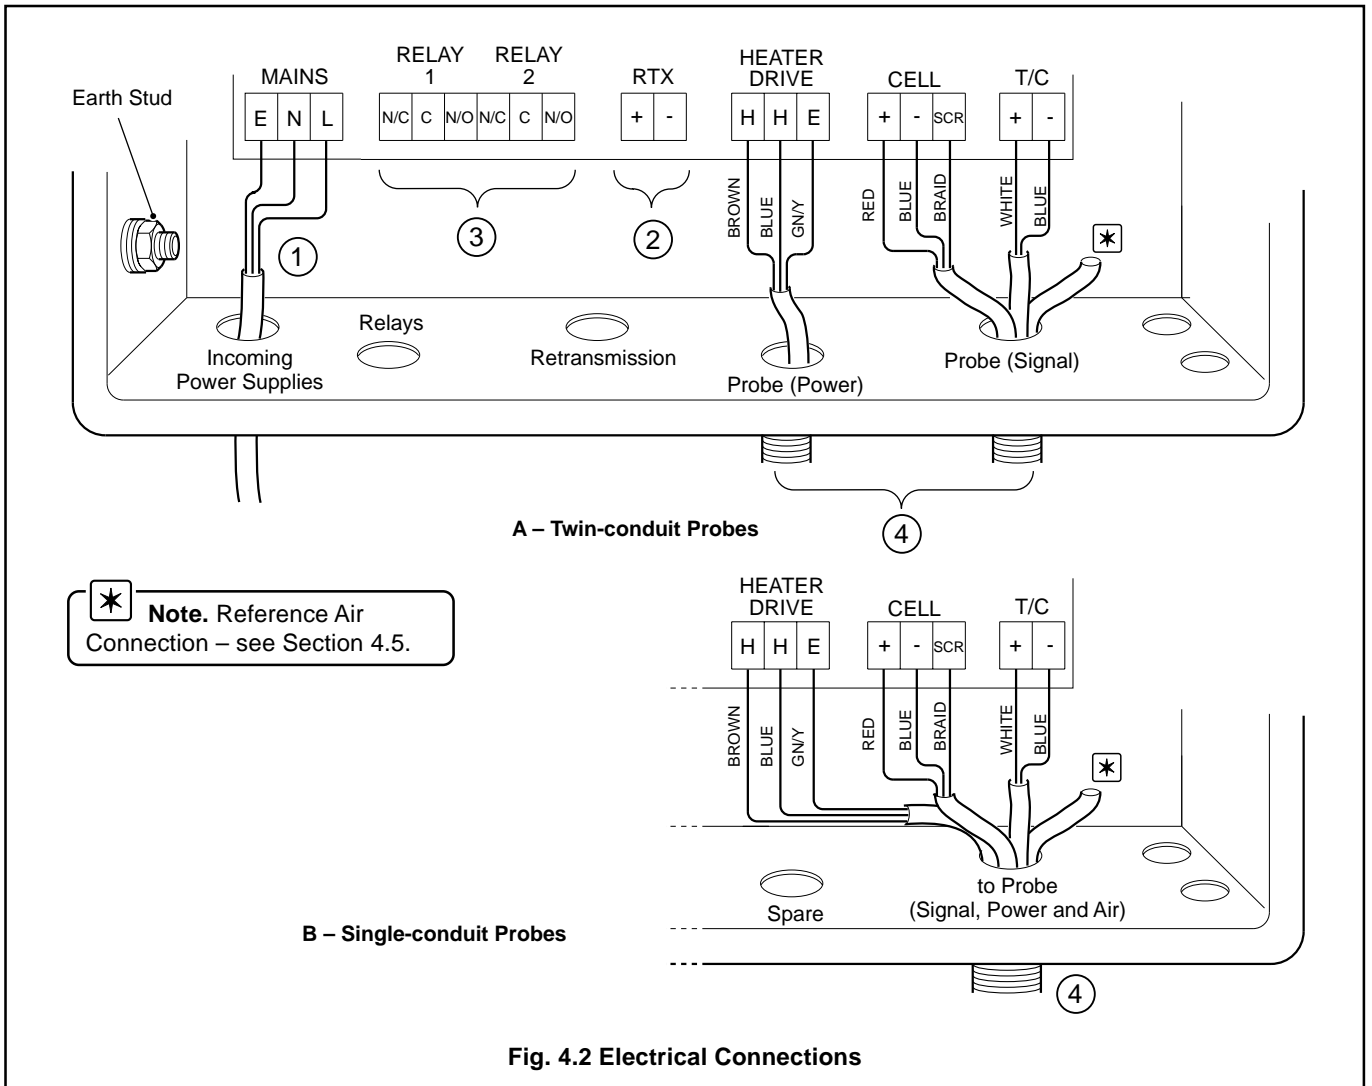 Earth Stud
MAINS
RELAY 1
RELAY 2
RTX
HEATER
DRIVE
CELL
T/C
E N L
N/C C N/O N/C C N/O
+ -
H H E
+ - SCR
+ -
BROWN
BLUE
GN/Y
RED
BLUE
BRAID
WHITE
BLUE
1
3
2
Incoming
Power Supplies
Relays
Retransmission
Probe (Power)
Probe (Signal)
4
A – Twin-conduit Probes
Note. Reference Air
Connection – see Section 4.5.
HEATER
DRIVE
CELL
T/C
H H E
+ - SCR
+ -
BROWN
BLUE
GN/Y
RED
BLUE
BRAID
WHITE
BLUE
Spare
to Probe
(Signal, Power and Air)
B – Single-conduit Probes
4
Fig. 4.2 Electrical Connections